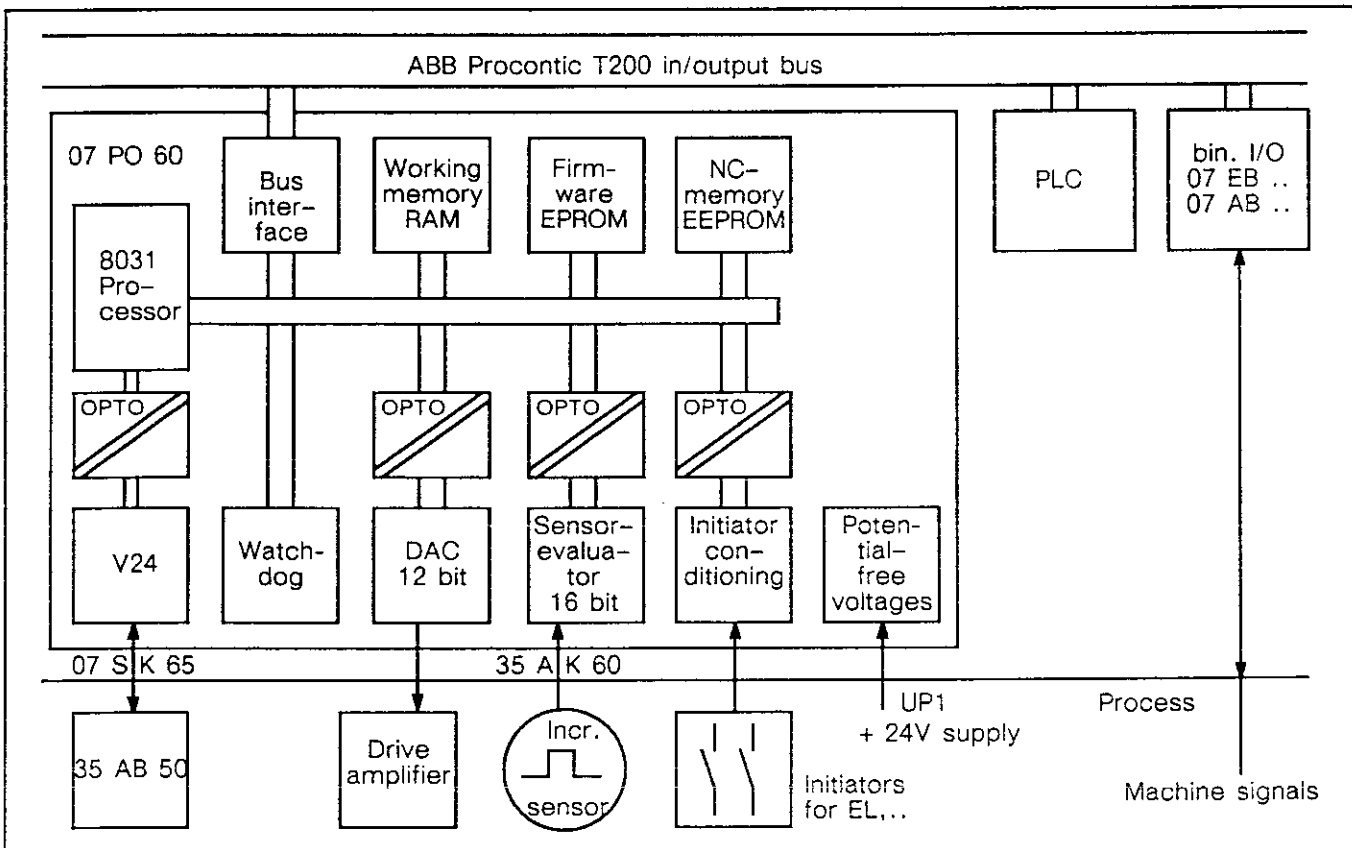 ABB Procontic T200 in/output bus
07 PO 60
Bus
inter-
face
Working
memory
RAM
Firm-
ware
EPROM
NC-
memory
EEPROM
PLC
bin. I/O
07 EB ..
07 AB ..
8031
Pro-
cessor
OPTO
OPTO
OPTO
OPTO
V24
Watch-
dog
DAC
12 bit
Sensor-
evalua-
tor
16 bit
Initiator
con-
ditioning
Poten-
tial-
free
voltages
07 SK 65
35 AK 60
35 AB 50
Drive
amplifier
Incr.
sensor
Initiators
for EL,..
UP1
+ 24V supply
Process
Machine signals